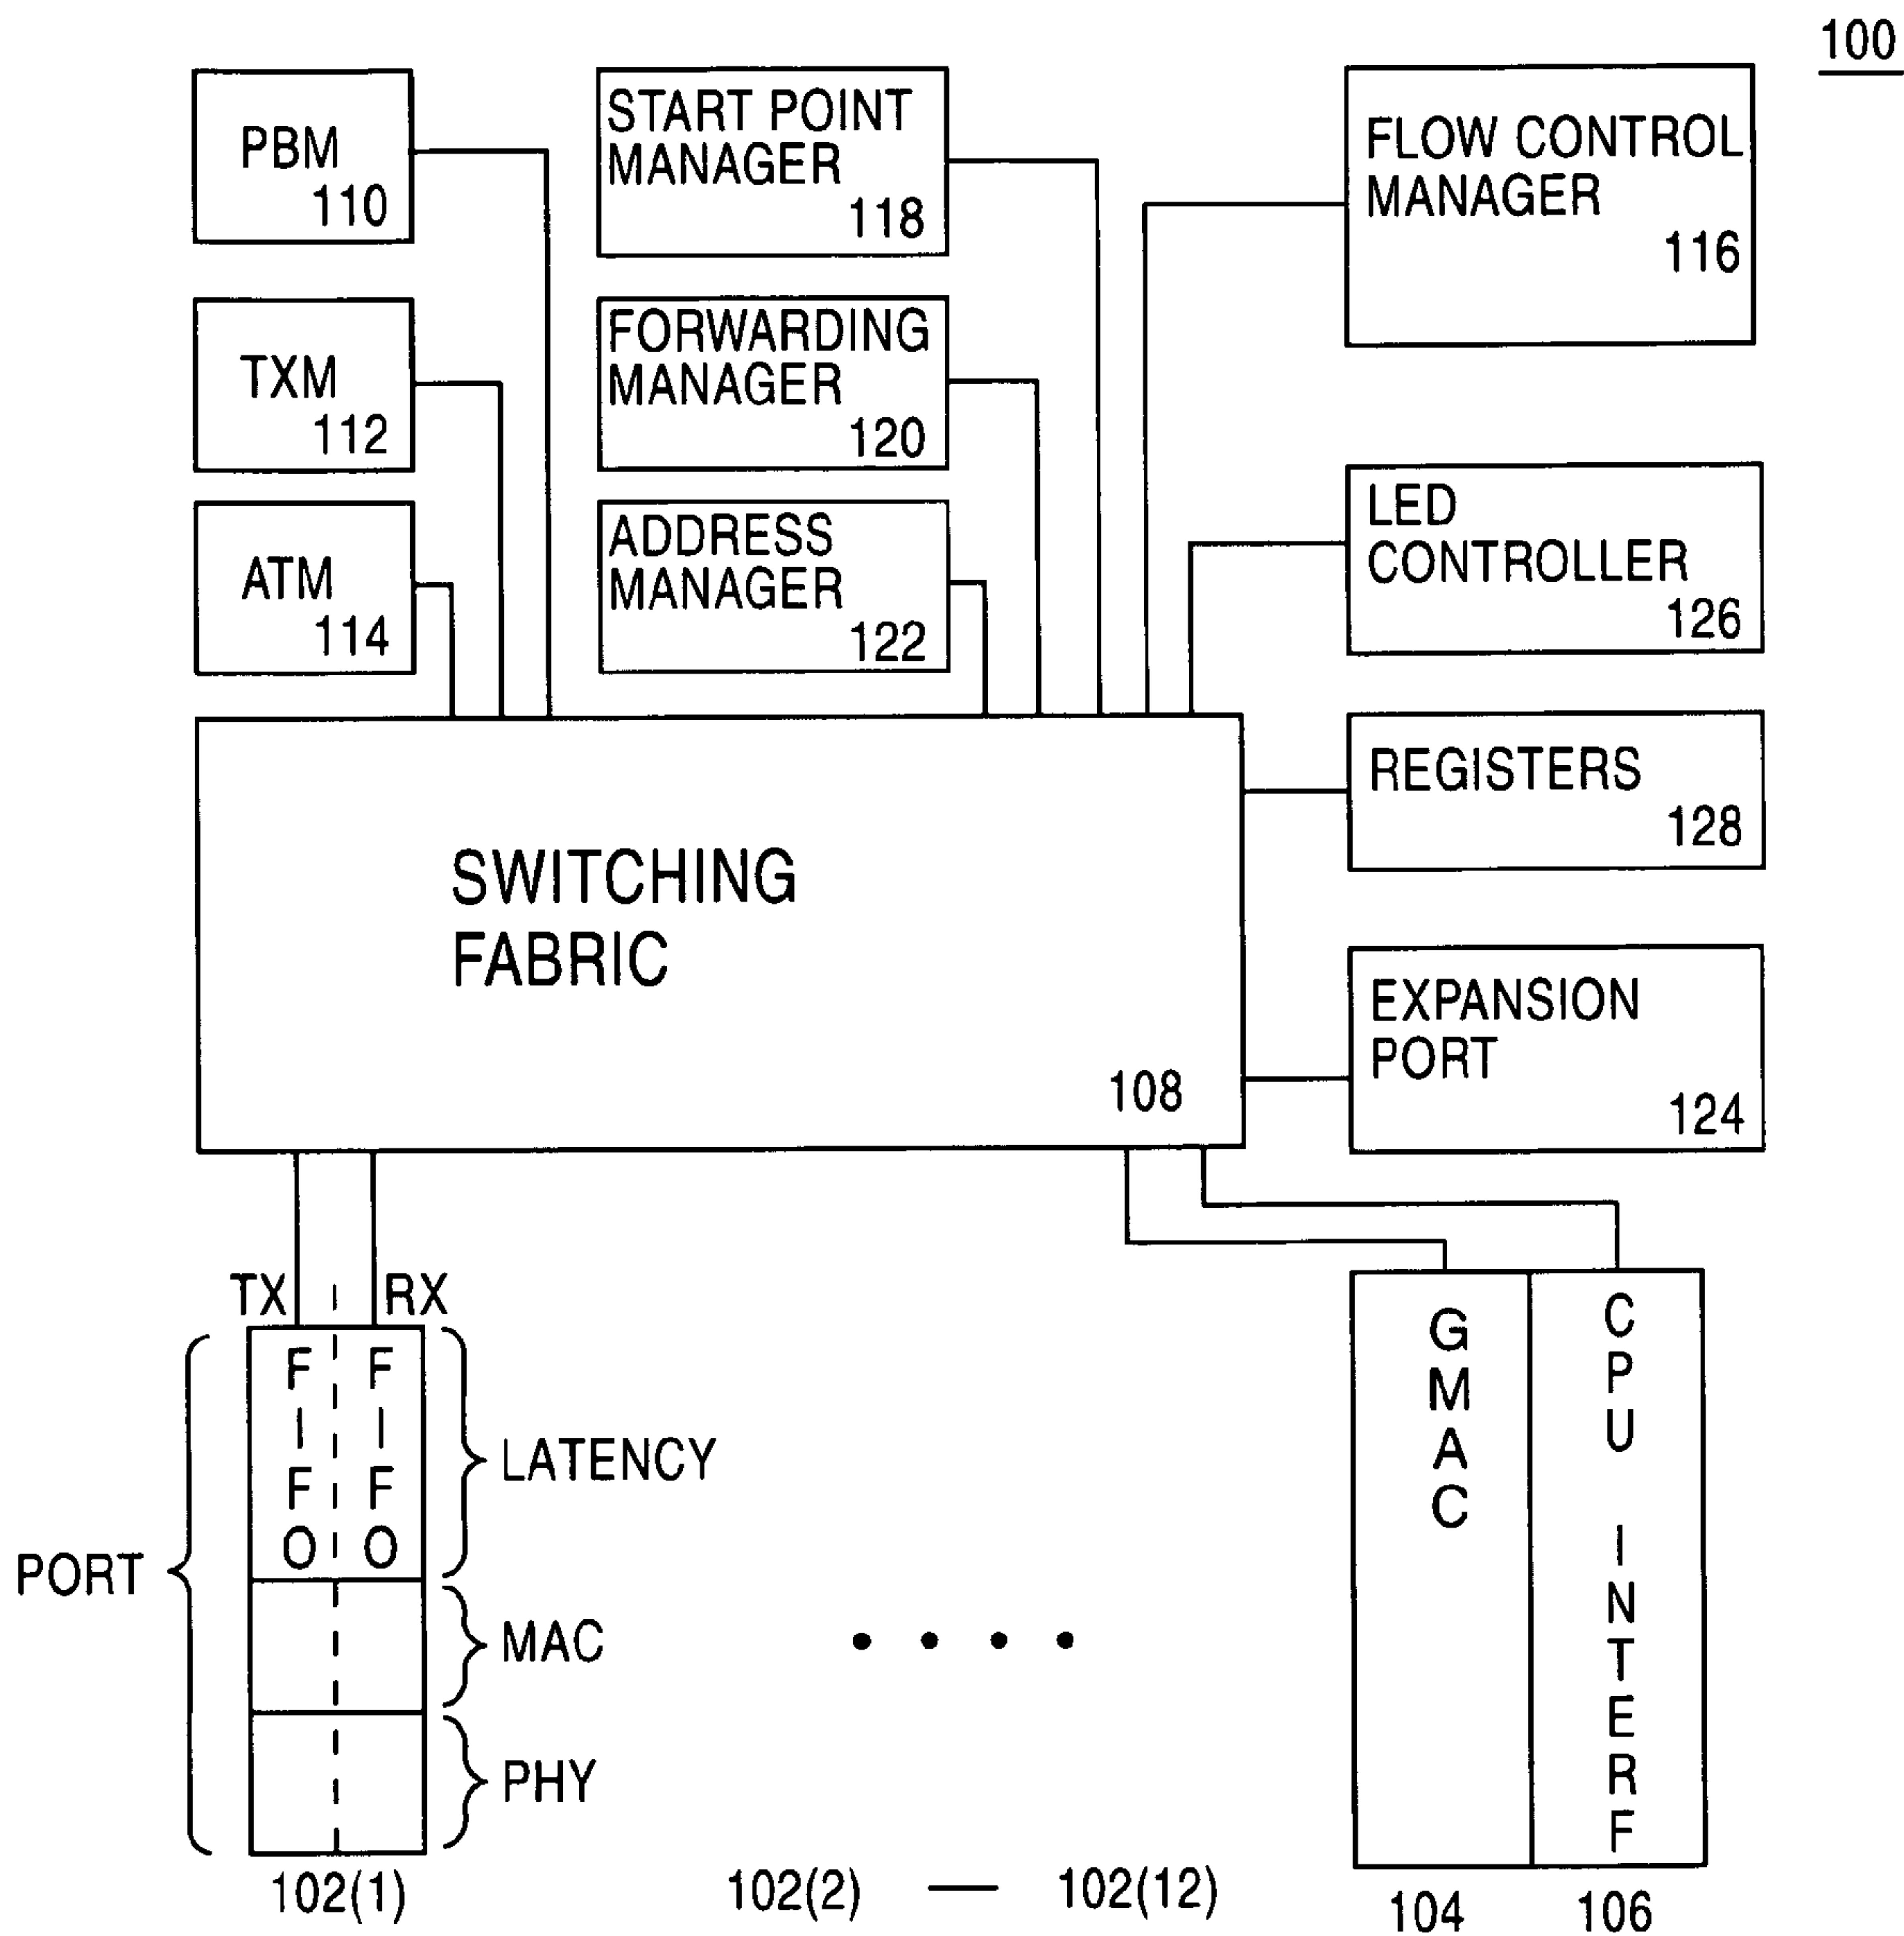 100
PBM
110
START POINT
MANAGER
118
FLOW CONTROL
MANAGER
116
TXM
112
FORWARDING
MANAGER
120
LED
CONTROLLER
126
ATM
114
ADDRESS
MANAGER
122
REGISTERS
128
SWITCHING
FABRIC
108
EXPANSION
PORT
124
TX
RX
FIFO
FIFO
LATENCY
PORT
MAC
PHY
GMAC
CPU INTERF
102(1)
102(2) — 102(12)
104
106